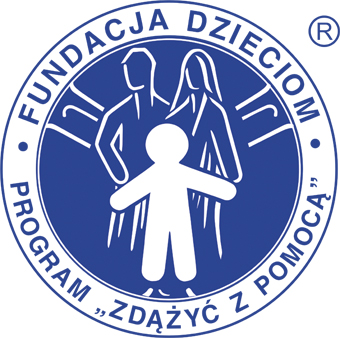 • FUNDACJA DZIECIOM •
PROGRAM „ZDĄŻYĆ Z POMOCĄ”
®